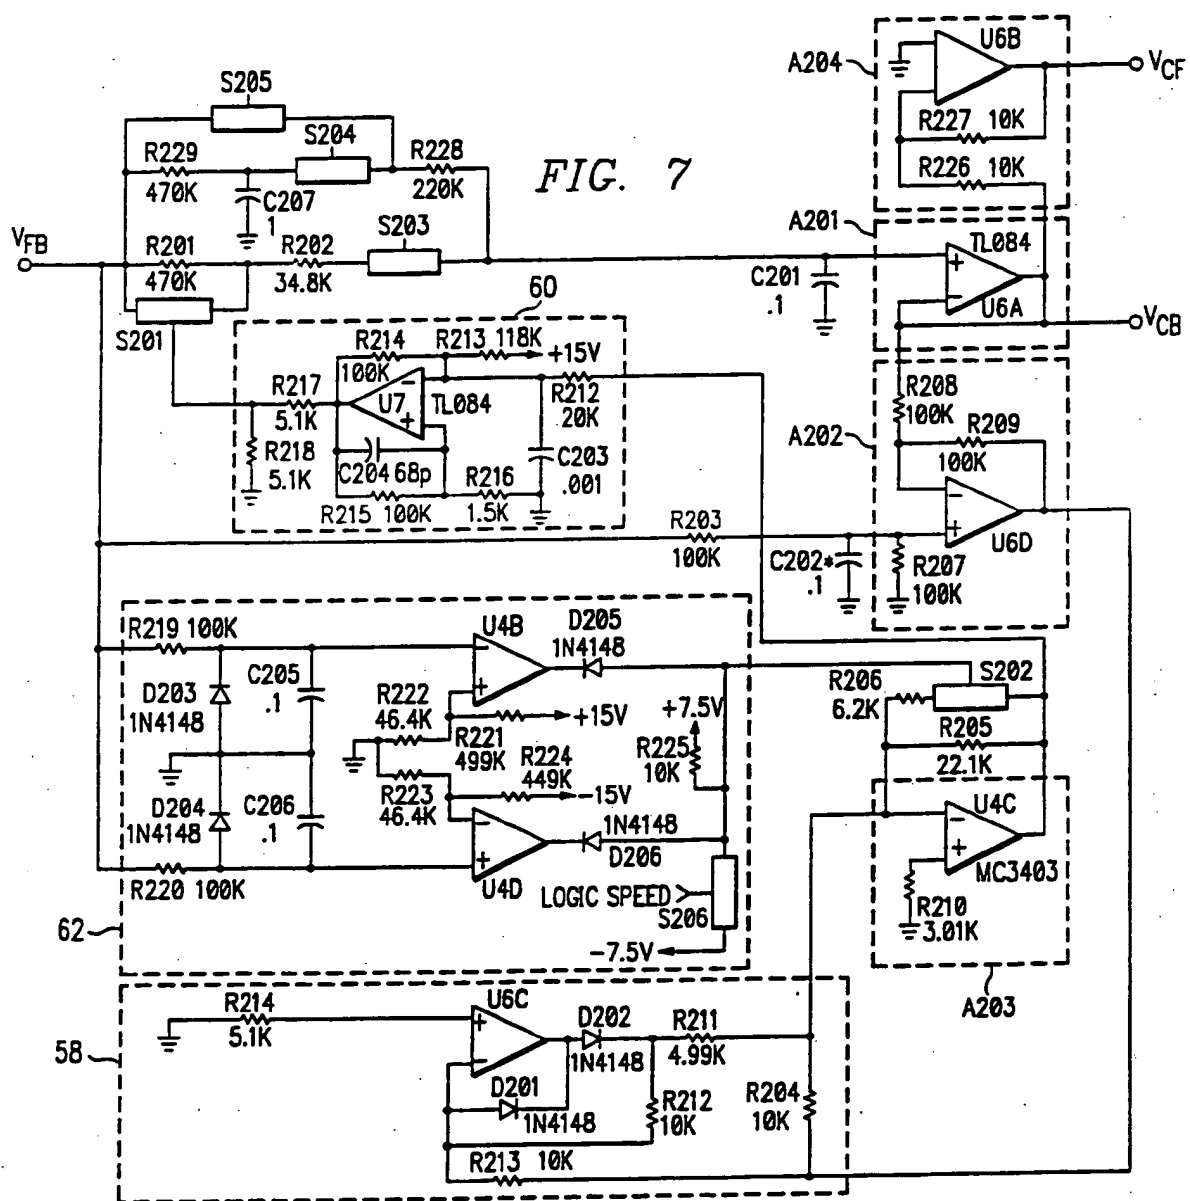 FIG. 7
S205
S204
R229
470K
R228
220K
C207
1
VFB
R201
470K
R202
34.8K
S203
S201
A204
U6B
VCF
R227 10K
R226 10K
A201
TL084
U6A
C201
.1
VCB
60
R214
100K
R213 118K
+15V
R217
5.1K
U7
TL084
R212
20K
R218
5.1K
C204 68p
R216
1.5K
C203
.001
R215 100K
A202
R208
100K
R209
100K
U6D
R203
100K
C202*
.1
R207
100K
R219 100K
U4B
D205
1N4148
D203
1N4148
C205
.1
R222
46.4K
+15V
R221
499K
R224
449K
-15V
R223
46.4K
+7.5V
R225
10K
D204
1N4148
C206
.1
1N4148
D206
R220 100K
U4D
LOGIC SPEED
S206
-7.5V
62
R206
6.2K
S202
R205
22.1K
U4C
MC3403
R210
3.01K
A203
58
R214
5.1K
U6C
D202
1N4148
R211
4.99K
D201
1N4148
R212
10K
R204
10K
R213 10K
+
-
-
+
-
+
-
+
-
+
-
+
+
-